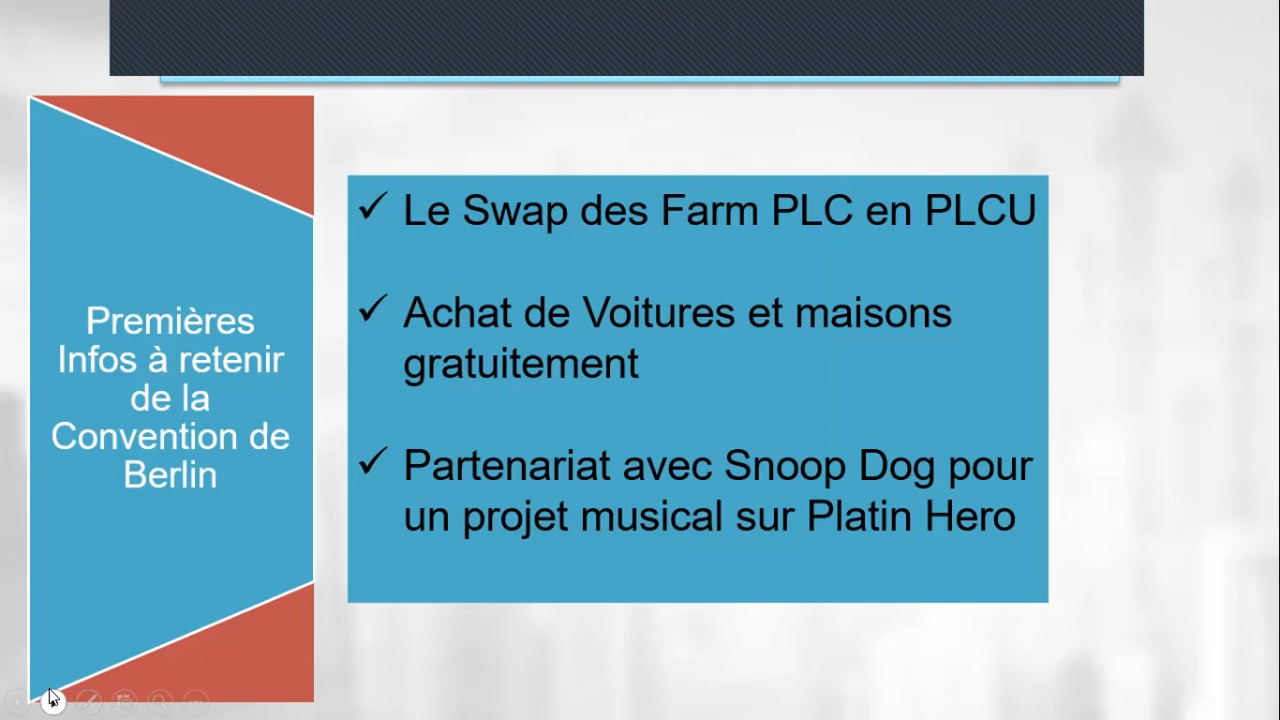 Premières
Infos à retenir
de la
Convention de
Berlin
✓ Le Swap des Farm PLC en PLCU
✓ Achat de Voitures et maisons
gratuitement
✓ Partenariat avec Snoop Dog pour
un projet musical sur Platin Hero